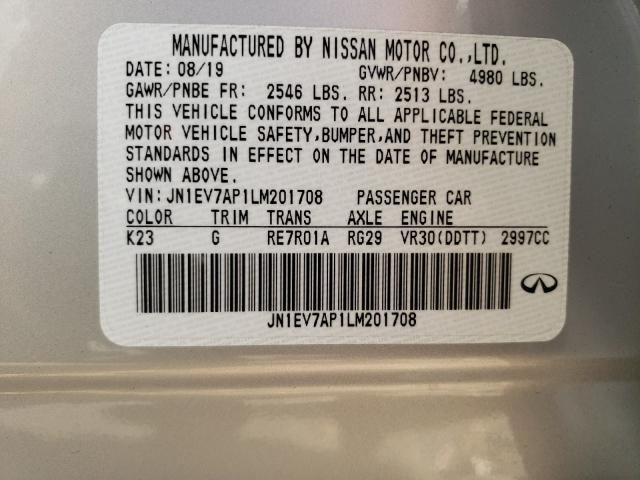 MANUFACTURED BY NISSAN MOTOR CO.,LTD.
DATE: 08/19 GVWR/PNBV: 4980 LBS.
GAWR/PNBE FR: 2546 LBS. RR: 2513 LBS.
THIS VEHICLE CONFORMS TO ALL APPLICABLE FEDERAL
MOTOR VEHICLE SAFETY,BUMPER,AND THEFT PREVENTION
STANDARDS IN EFFECT ON THE DATE OF MANUFACTURE
SHOWN ABOVE.
VIN:JN1EV7AP1LM201708 PASSENGER CAR
COLOR TRIM TRANS AXLE ENGINE
K23 G RE7R01A RG29 VR30(DDTT) 2997CC
JN1EV7AP1LM201708